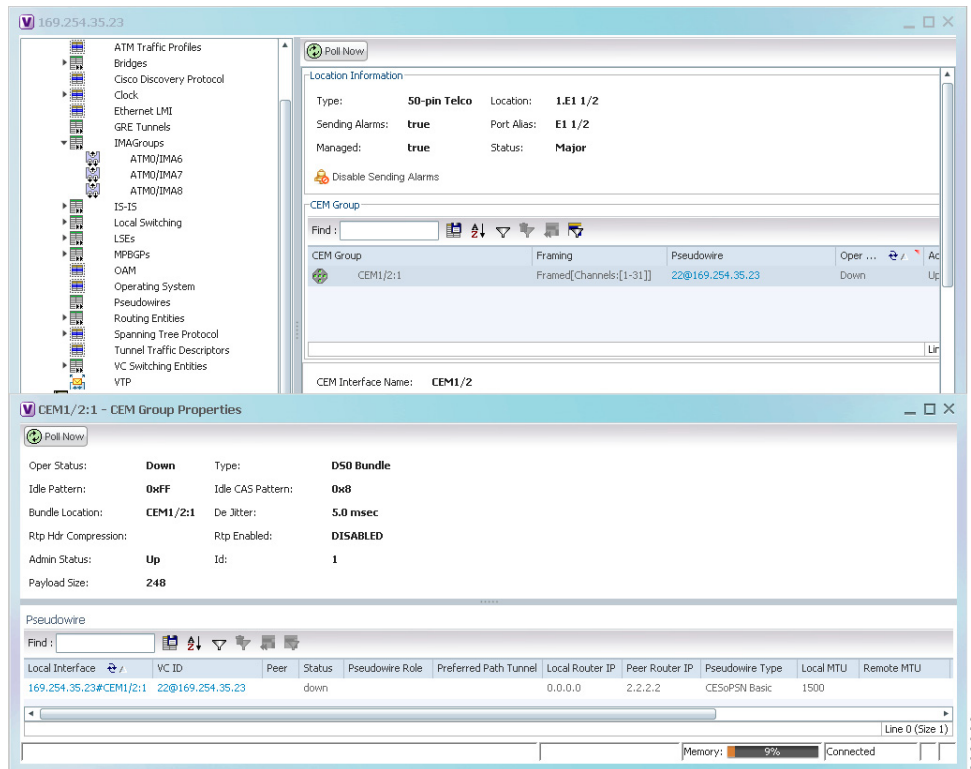 169.254.35.23
ATM Traffic Profiles
Bridges
Cisco Discovery Protocol
Clock
Ethernet LMI
GRE Tunnels
IMAGroups
ATM0/IMA6
ATM0/IMA7
ATM0/IMA8
IS-IS
Local Switching
LSEs
MPBGPs
OAM
Operating System
Pseudowires
Routing Entities
Spanning Tree Protocol
Tunnel Traffic Descriptors
VC Switching Entities
VTP
Poll Now
Location Information
Type: 50-pin Telco Location: 1.E1 1/2
Sending Alarms: true Port Alias: E1 1/2
Managed: true Status: Major
Disable Sending Alarms
CEM Group
Find :
CEM Group Framing Pseudowire Oper ... Ac
CEM1/2:1 Framed[Channels:[1-31]] 22@169.254.35.23 Down Up
Lir
CEM Interface Name: CEM1/2
CEM1/2:1 - CEM Group Properties
Poll Now
Oper Status: Down Type: DS0 Bundle
Idle Pattern: 0xFF Idle CAS Pattern: 0x8
Bundle Location: CEM1/2:1 De Jitter: 5.0 msec
Rtp Hdr Compression: Rtp Enabled: DISABLED
Admin Status: Up Id: 1
Payload Size: 248
Pseudowire
Find :
Local Interface VC ID Peer Status Pseudowire Role Preferred Path Tunnel Local Router IP Peer Router IP Pseudowire Type Local MTU Remote MTU
169.254.35.23#CEM1/2:1 22@169.254.35.23 down 0.0.0.0 2.2.2.2 CESoPSN Basic 1500
Line 0 (Size 1)
Memory: 9% Connected